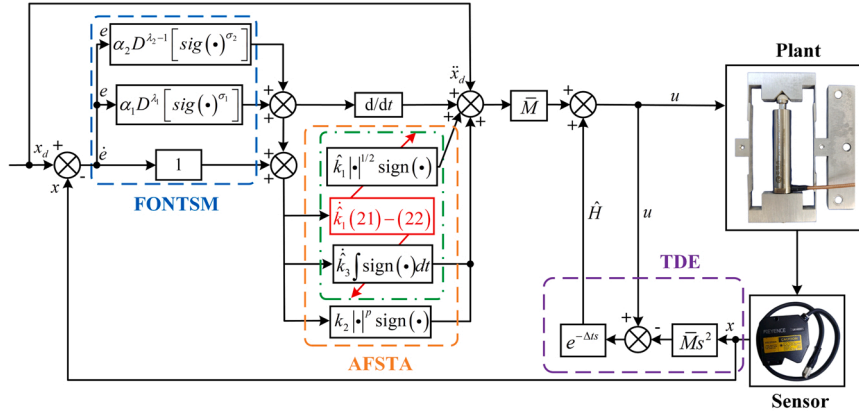 α₂D^{λ₂−1}[sig(•)^{σ₂}]
α₁D^{λ₁}[sig(•)^{σ₁}]
1
FONTSM
e
e
ė
x_d
x
+
-
+
+
+
+
+
+
d/dt
ẍ_d
+
+
+
+
M̄
+
+
u
Plant
k̂₁|•|^{1/2} sign(•)
k̂̇₁(21)−(22)
k̂̇₃∫sign(•)dt
k₂|•|^p sign(•)
AFSTA
Ĥ
u
TDE
e^{−Δts}
+
-
M̄s²
x
KEYENCE
Sensor